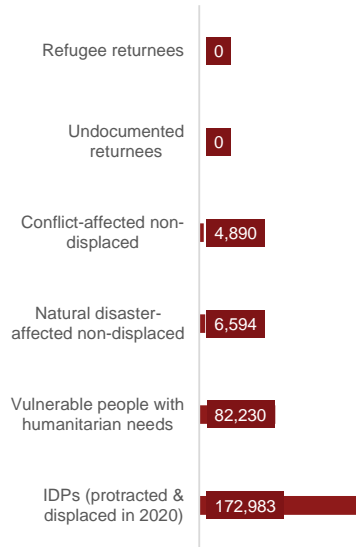 Refugee returnees
0
Undocumented
returnees
0
Conflict-affected non-
displaced
4,890
Natural disaster-
affected non-displaced
6,594
Vulnerable people with
humanitarian needs
82,230
IDPs (protracted &
displaced in 2020)
172,983